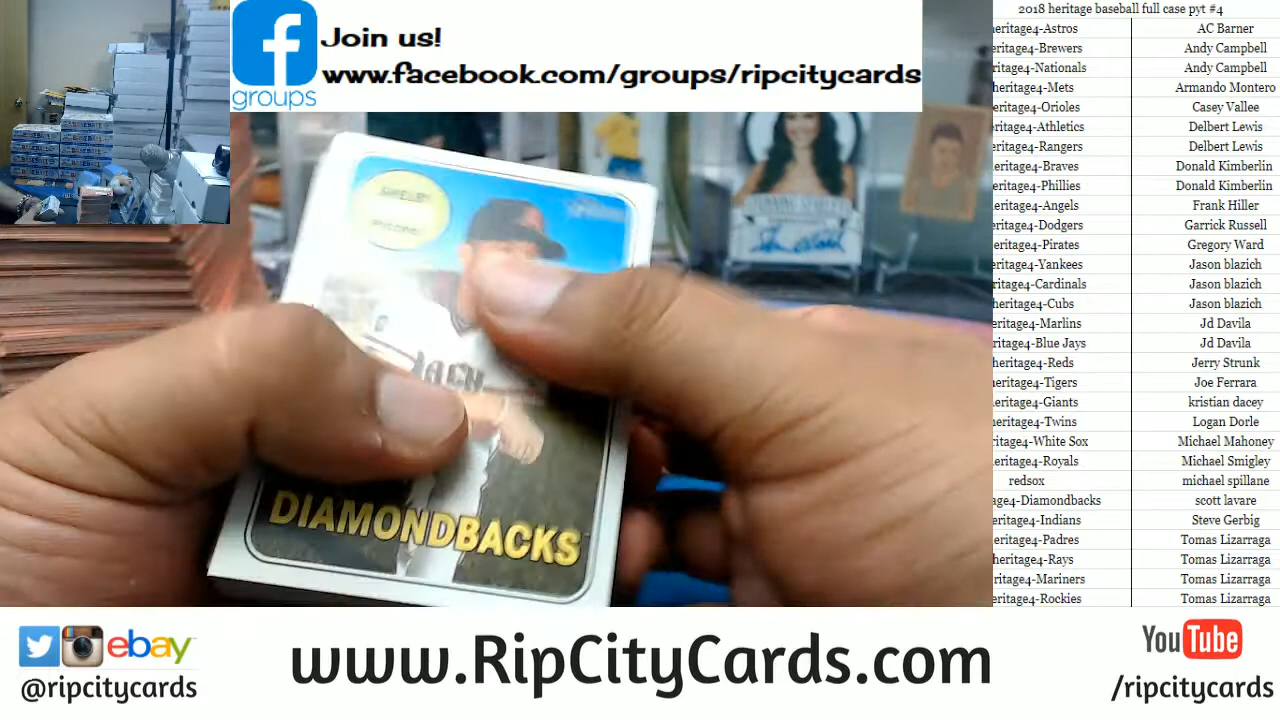 Join us!
www.facebook.com/groups/ripcitycards
groups
2018 heritage baseball full case pyt #4
eritage4-Astros AC Barner
eritage4-Brewers Andy Campbell
ritage4-Nationals Andy Campbell
heritage4-Mets Armando Montero
eritage4-Orioles Casey Vallee
ritage4-Athletics Delbert Lewis
eritage4-Rangers Delbert Lewis
eritage4-Braves Donald Kimberlin
eritage4-Phillies Donald Kimberlin
eritage4-Angels Frank Hiller
eritage4-Dodgers Garrick Russell
eritage4-Pirates Gregory Ward
eritage4-Yankees Jason blazich
ritage4-Cardinals Jason blazich
heritage4-Cubs Jason blazich
eritage4-Marlins Jd Davila
ritage4-Blue Jays Jd Davila
heritage4-Reds Jerry Strunk
eritage4-Tigers Joe Ferrara
eritage4-Giants kristian dacey
eritage4-Twins Logan Dorle
ritage4-White Sox Michael Mahoney
eritage4-Royals Michael Smigley
redsox michael spillane
age4-Diamondbacks scott lavare
eritage4-Indians Steve Gerbig
eritage4-Padres Tomas Lizarraga
heritage4-Rays Tomas Lizarraga
ritage4-Mariners Tomas Lizarraga
eritage4-Rockies Tomas Lizarraga
SHELBY
DIAMONDBACKS
ebay
@ripcitycards
www.RipCityCards.com
YouTube
/ripcitycards